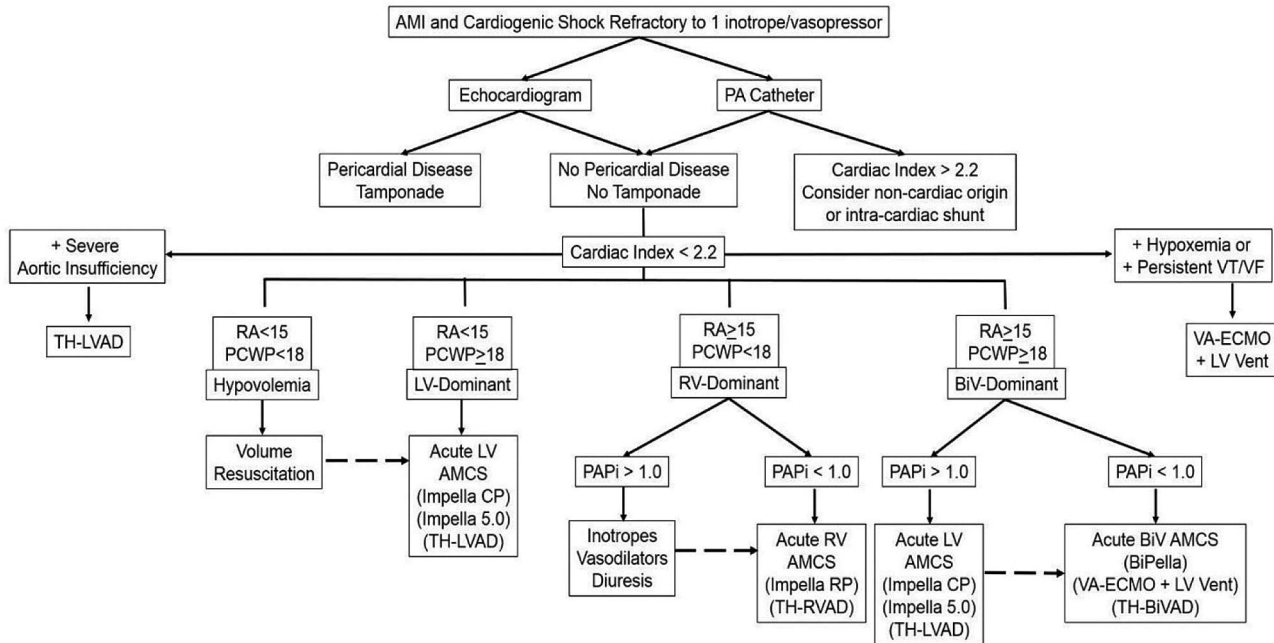 AMI and Cardiogenic Shock Refractory to 1 inotrope/vasopressor
Echocardiogram
PA Catheter
Pericardial Disease
Tamponade
No Pericardial Disease
No Tamponade
Cardiac Index > 2.2
Consider non-cardiac origin
or intra-cardiac shunt
+ Severe
Aortic Insufficiency
Cardiac Index < 2.2
+ Hypoxemia or
+ Persistent VT/VF
TH-LVAD
VA-ECMO
+ LV Vent
RA<15
PCWP<18
Hypovolemia
RA<15
PCWP≥18
LV-Dominant
RA≥15
PCWP<18
RV-Dominant
RA≥15
PCWP≥18
BiV-Dominant
Volume
Resuscitation
Acute LV
AMCS
(Impella CP)
(Impella 5.0)
(TH-LVAD)
PAPi > 1.0
PAPi < 1.0
PAPi > 1.0
PAPi < 1.0
Inotropes
Vasodilators
Diuresis
Acute RV
AMCS
(Impella RP)
(TH-RVAD)
Acute LV
AMCS
(Impella CP)
(Impella 5.0)
(TH-LVAD)
Acute BiV AMCS
(BiPella)
(VA-ECMO + LV Vent)
(TH-BiVAD)